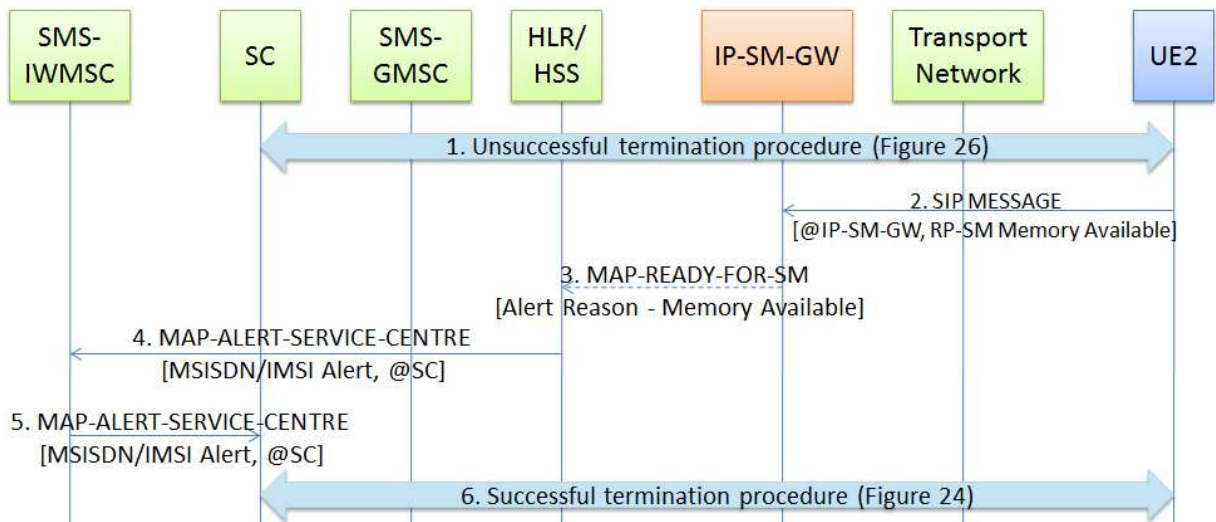 SMS-
IWMSC
SC
SMS-
GMSC
HLR/
HSS
IP-SM-GW
Transport
Network
UE2
1. Unsuccessful termination procedure (Figure 26)
2. SIP MESSAGE
[@IP-SM-GW, RP-SM Memory Available]
3. MAP-READY-FOR-SM
[Alert Reason - Memory Available]
4. MAP-ALERT-SERVICE-CENTRE
[MSISDN/IMSI Alert, @SC]
5. MAP-ALERT-SERVICE-CENTRE
[MSISDN/IMSI Alert, @SC]
6. Successful termination procedure (Figure 24)